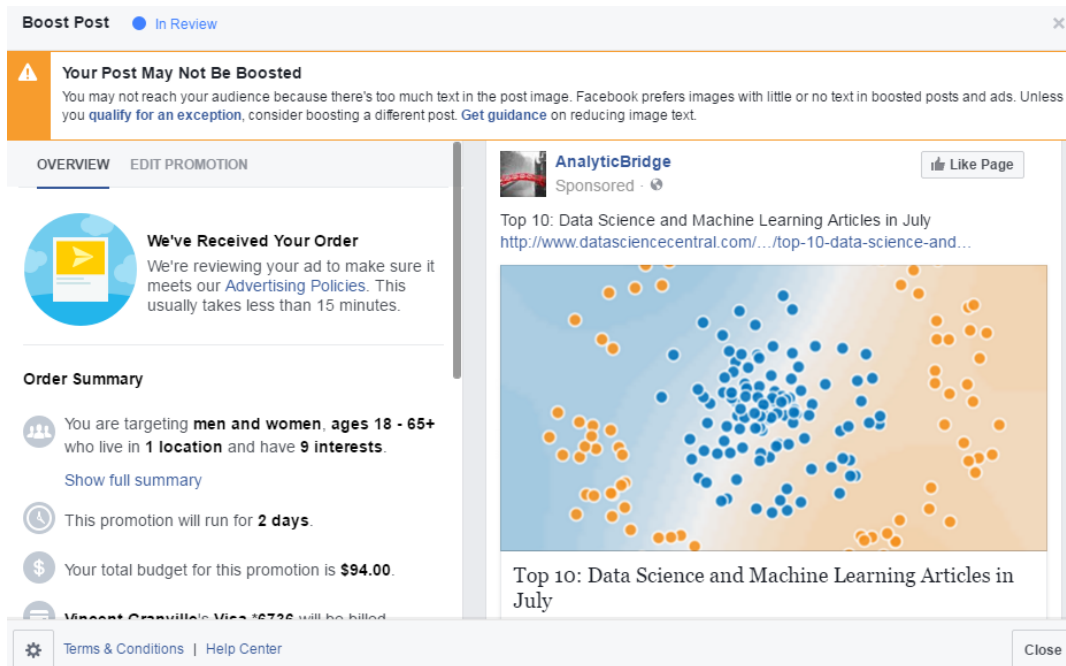 Boost Post In Review
Your Post May Not Be Boosted
You may not reach your audience because there's too much text in the post image. Facebook prefers images with little or no text in boosted posts and ads. Unless
you qualify for an exception, consider boosting a different post. Get guidance on reducing image text.
OVERVIEW EDIT PROMOTION
We've Received Your Order
We're reviewing your ad to make sure it
meets our Advertising Policies. This
usually takes less than 15 minutes.
Order Summary
You are targeting men and women, ages 18 - 65+
who live in 1 location and have 9 interests.
Show full summary
This promotion will run for 2 days.
$
Your total budget for this promotion is $94.00.
Vincent Granville's Visa *6736 will be billed
AnalyticBridge
Sponsored ·
Like Page
Top 10: Data Science and Machine Learning Articles in July
http://www.datasciencecentral.com/.../top-10-data-science-and...
Top 10: Data Science and Machine Learning Articles in
July
Terms & Conditions | Help Center
Close